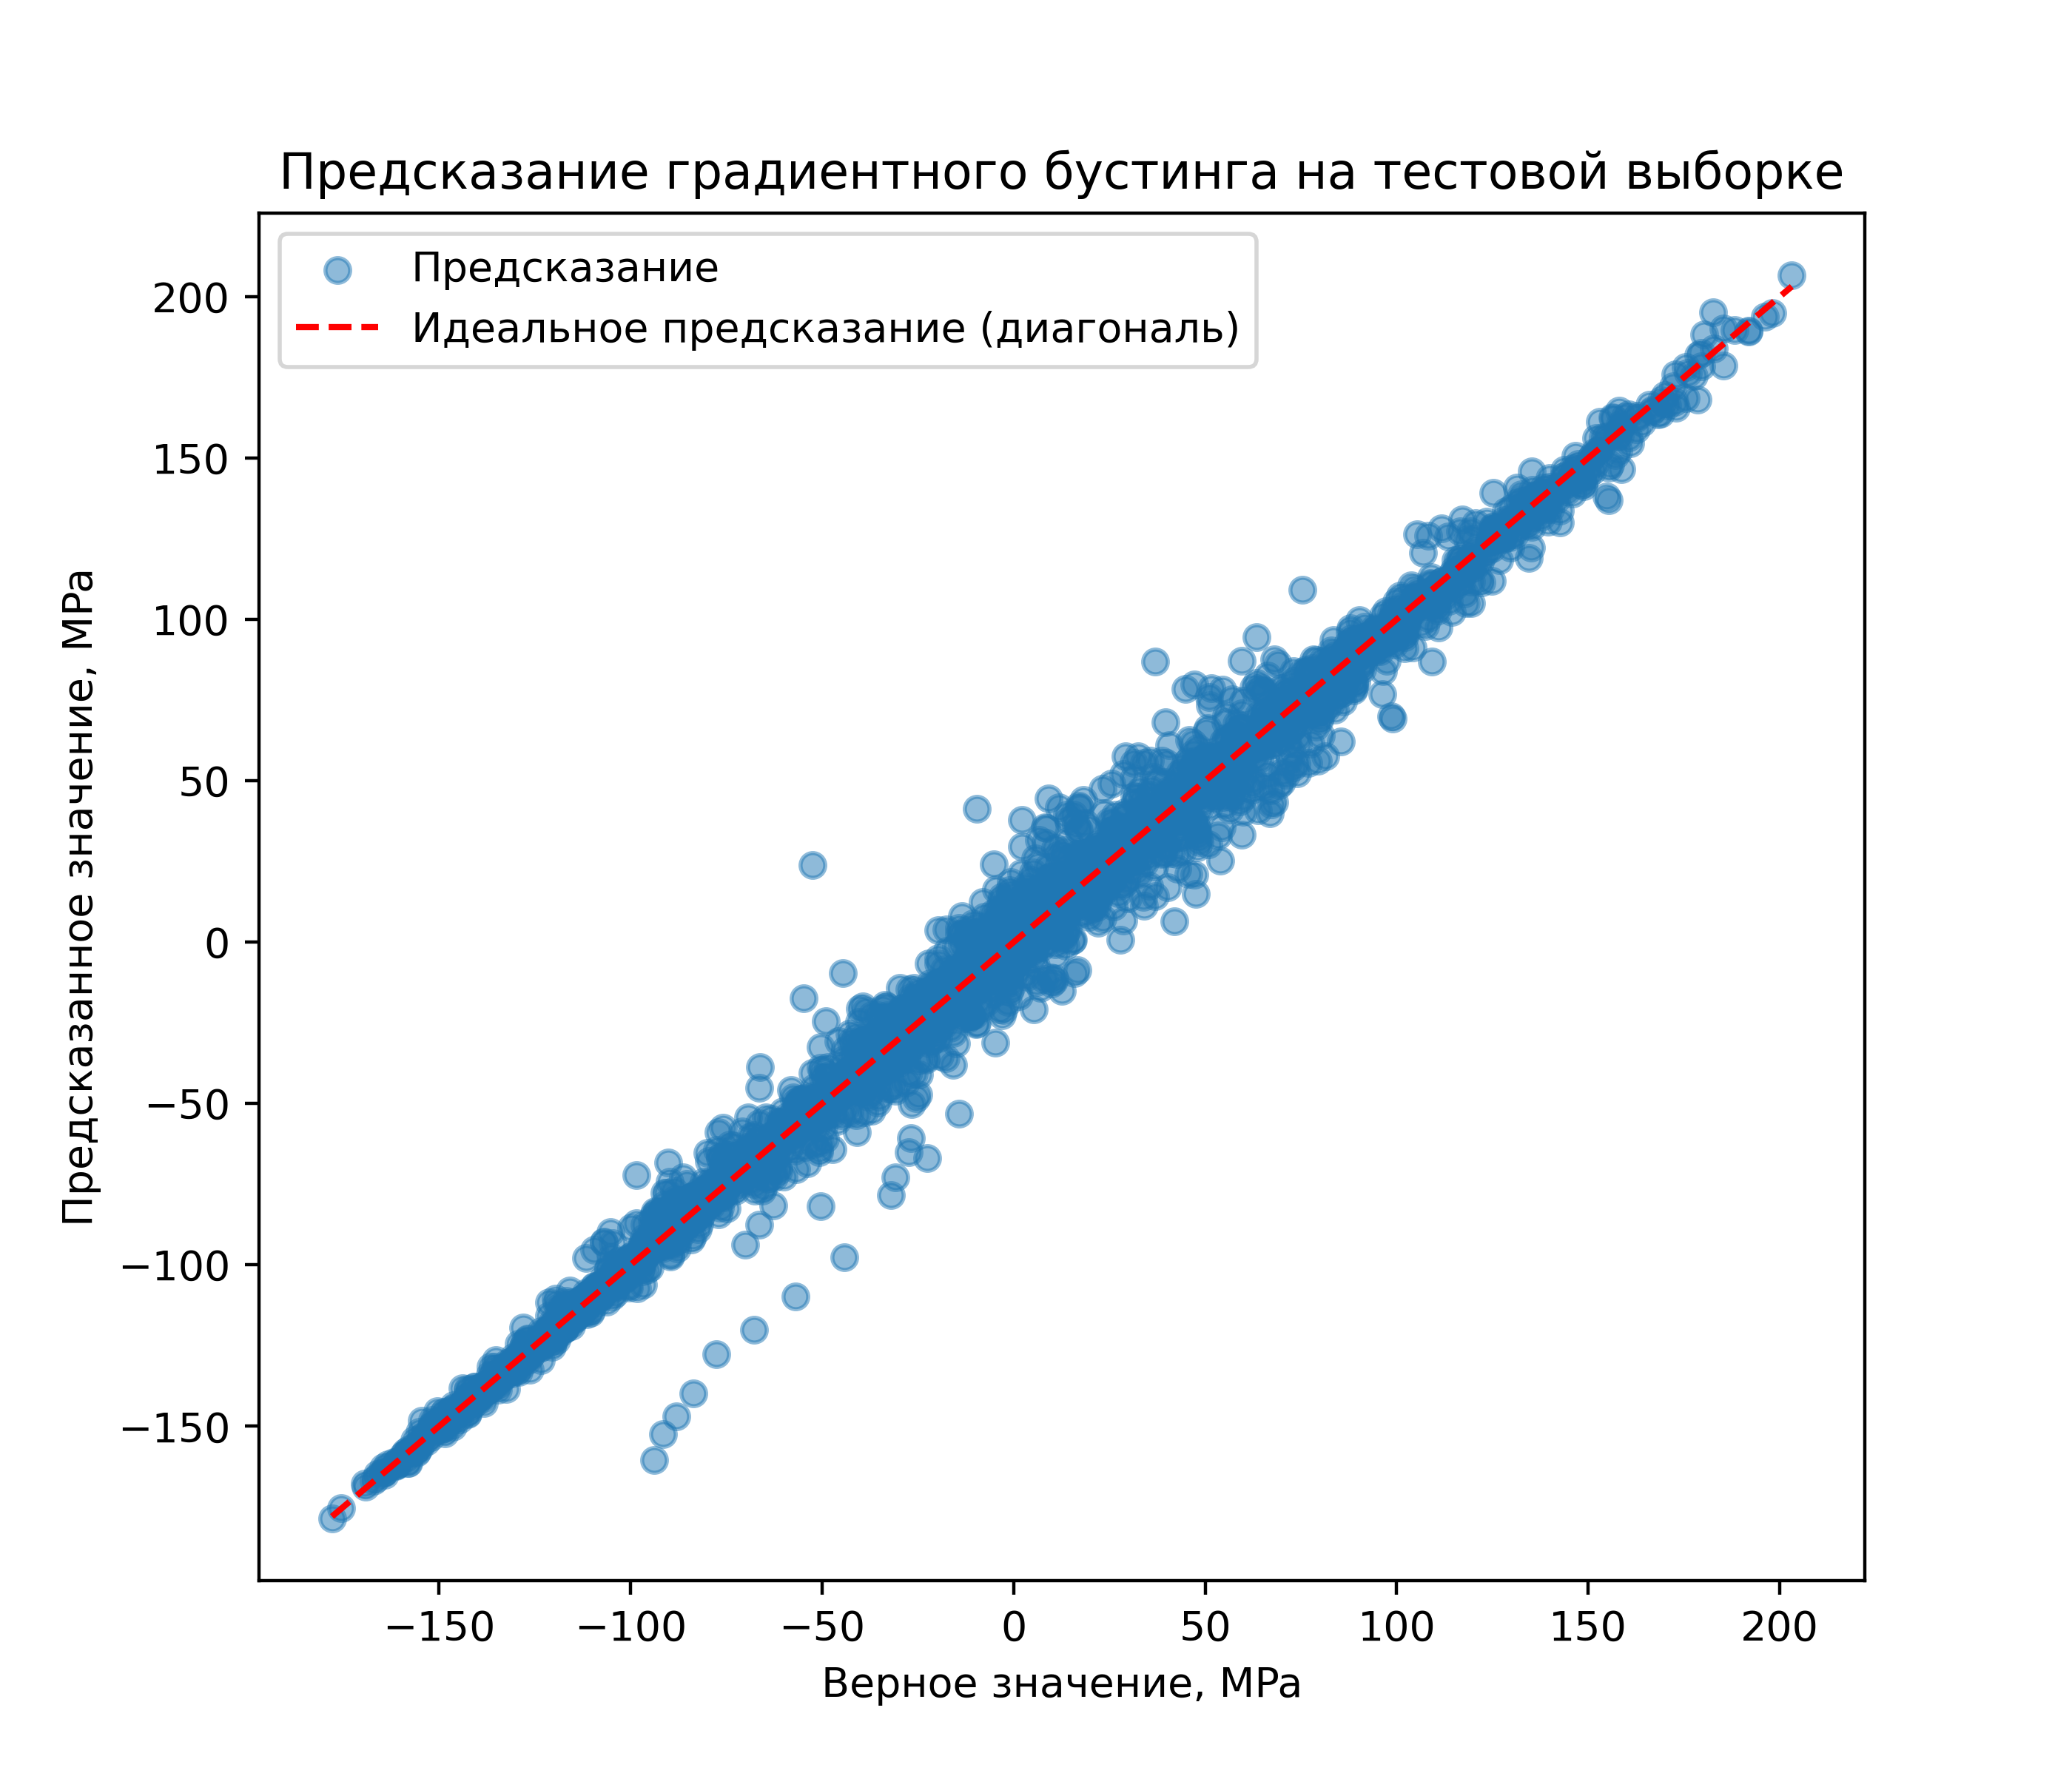 Предсказание градиентного бустинга на тестовой выборке
Предсказание
Идеальное предсказание (диагональ)
Предсказанное значение, MPa
200
150
100
50
0
−50
−100
−150
−150 −100 −50 0 50 100 150 200
Верное значение, MPa